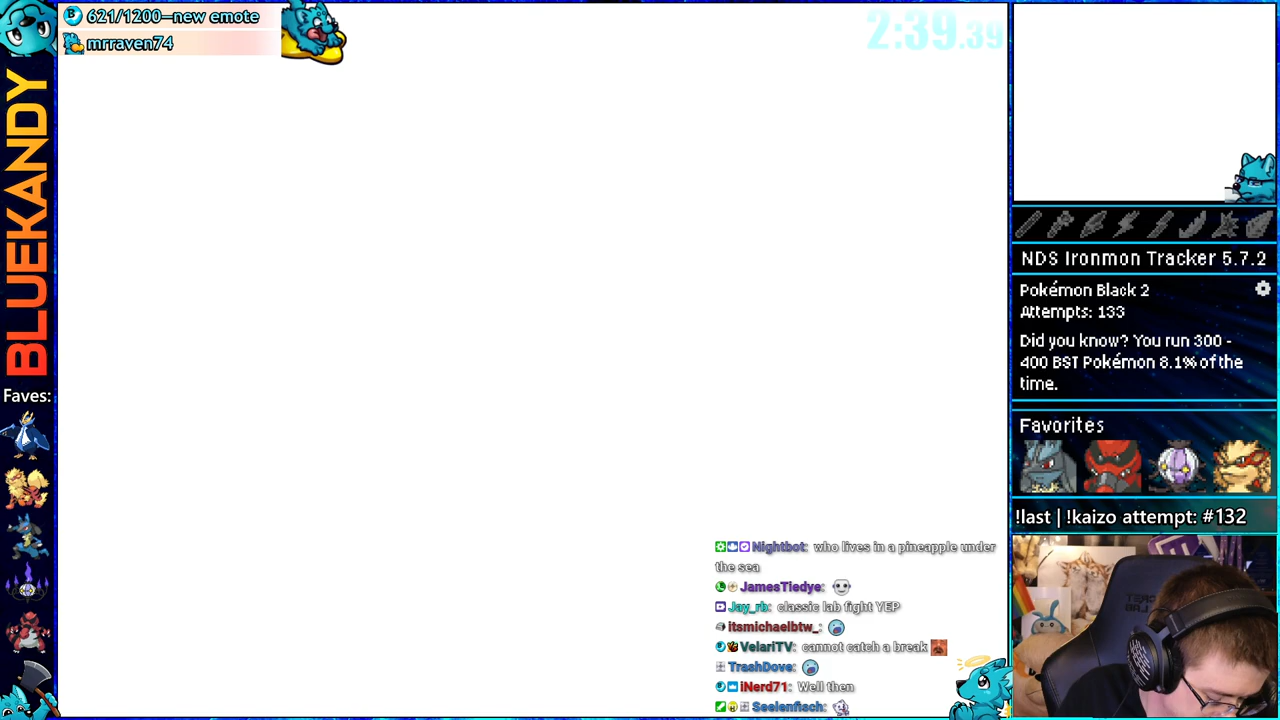 621/1200—new emote
mrraven74
2:39.39
BLUEKANDY
Faves:
NDS Ironmon Tracker 5.7.2
Pokémon Black 2
Attempts: 133
Did you know? You run 300 -
400 BST Pokémon 8.1% of the
time.
Favorites
!last | !kaizo attempt: #132
Nightbot: who lives in a pineapple under
the sea
JamesTiedye:
Jay_rb: classic lab fight YEP
itsmichaelbtw_:
VelariTV: cannot catch a break
TrashDove:
iNerd71: Well then
Seelenfisch: